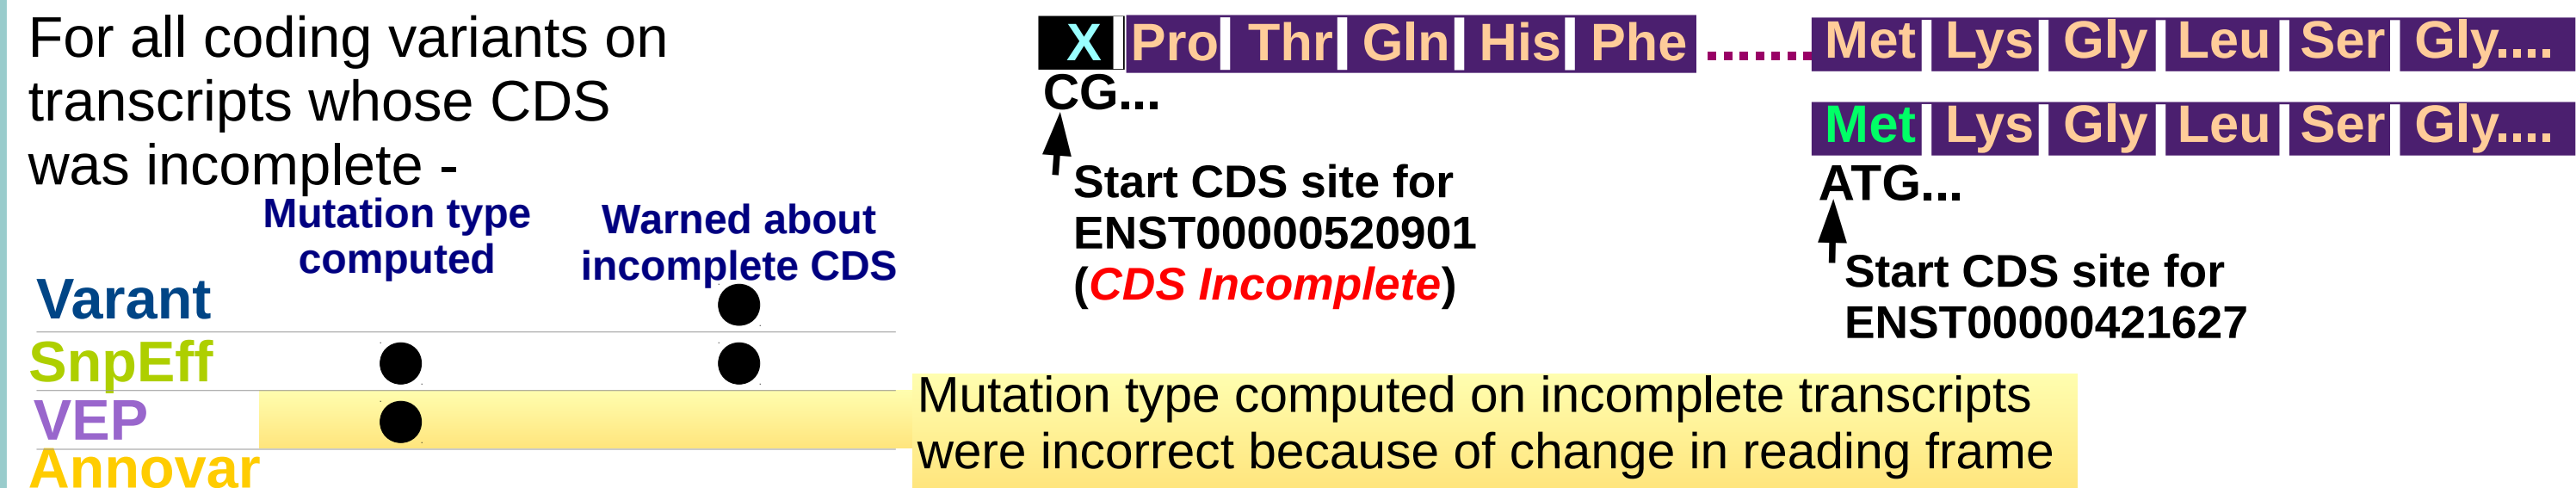 For all coding variants on
transcripts whose CDS
was incomplete -
Mutation type
computed
Warned about
incomplete CDS
Varant
SnpEff
VEP
Annovar
X Pro Thr Gln His Phe ....... Met Lys Gly Leu Ser Gly....
CG...
Start CDS site for
ENST00000520901
(CDS Incomplete)
Met Lys Gly Leu Ser Gly....
ATG...
Start CDS site for
ENST00000421627
Mutation type computed on incomplete transcripts
were incorrect because of change in reading frame